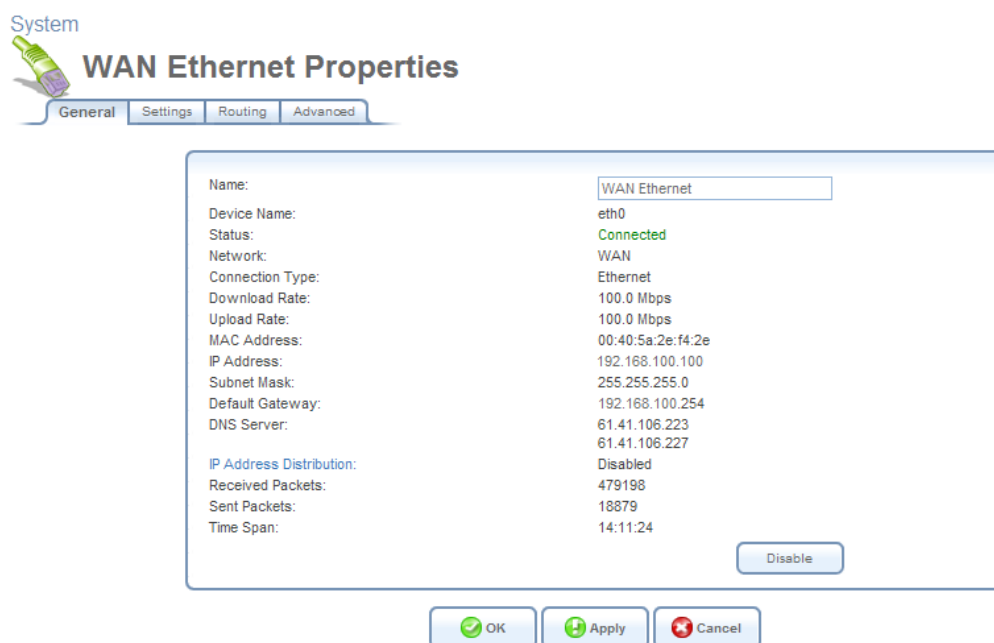 System
WAN Ethernet Properties
General Settings Routing Advanced
Name: WAN Ethernet
Device Name: eth0
Status: Connected
Network: WAN
Connection Type: Ethernet
Download Rate: 100.0 Mbps
Upload Rate: 100.0 Mbps
MAC Address: 00:40:5a:2e:f4:2e
IP Address: 192.168.100.100
Subnet Mask: 255.255.255.0
Default Gateway: 192.168.100.254
DNS Server: 61.41.106.223
61.41.106.227
IP Address Distribution: Disabled
Received Packets: 479198
Sent Packets: 18879
Time Span: 14:11:24
Disable
OK Apply Cancel